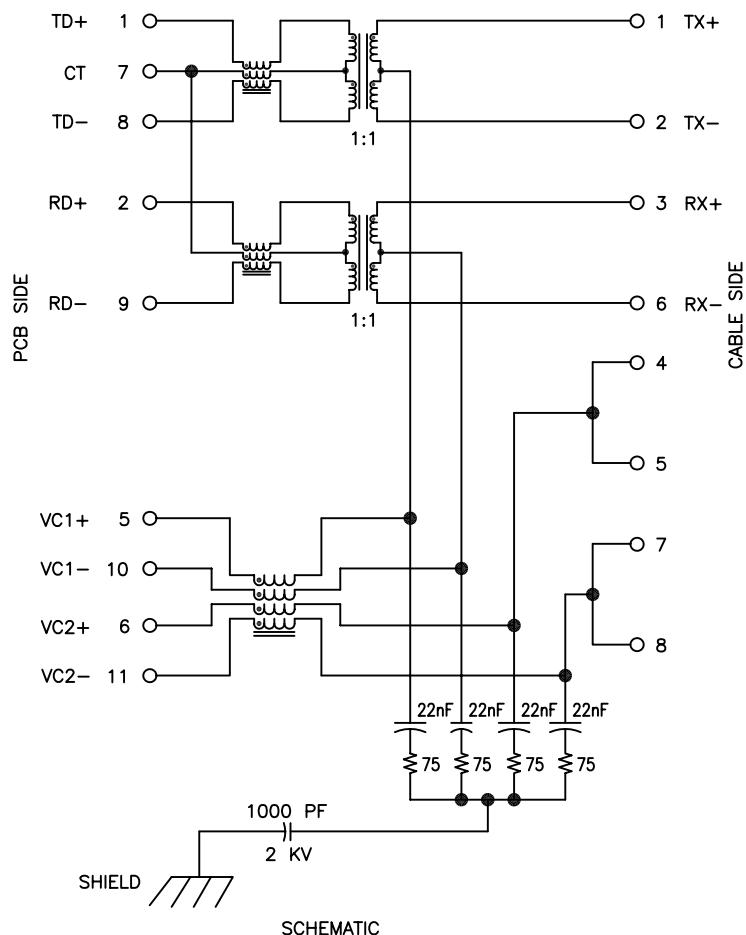 TD+ 1 1 TX+
CT 7
TD- 8 2 TX-
1:1
RD+ 2 3 RX+
PCB SIDE
CABLE SIDE
RD- 9 6 RX-
1:1
4
5
VC1+ 5
7
VC1- 10
VC2+ 6
8
VC2- 11
22nF 22nF 22nF 22nF
75 75 75 75
1000 PF
2 KV
SHIELD
SCHEMATIC